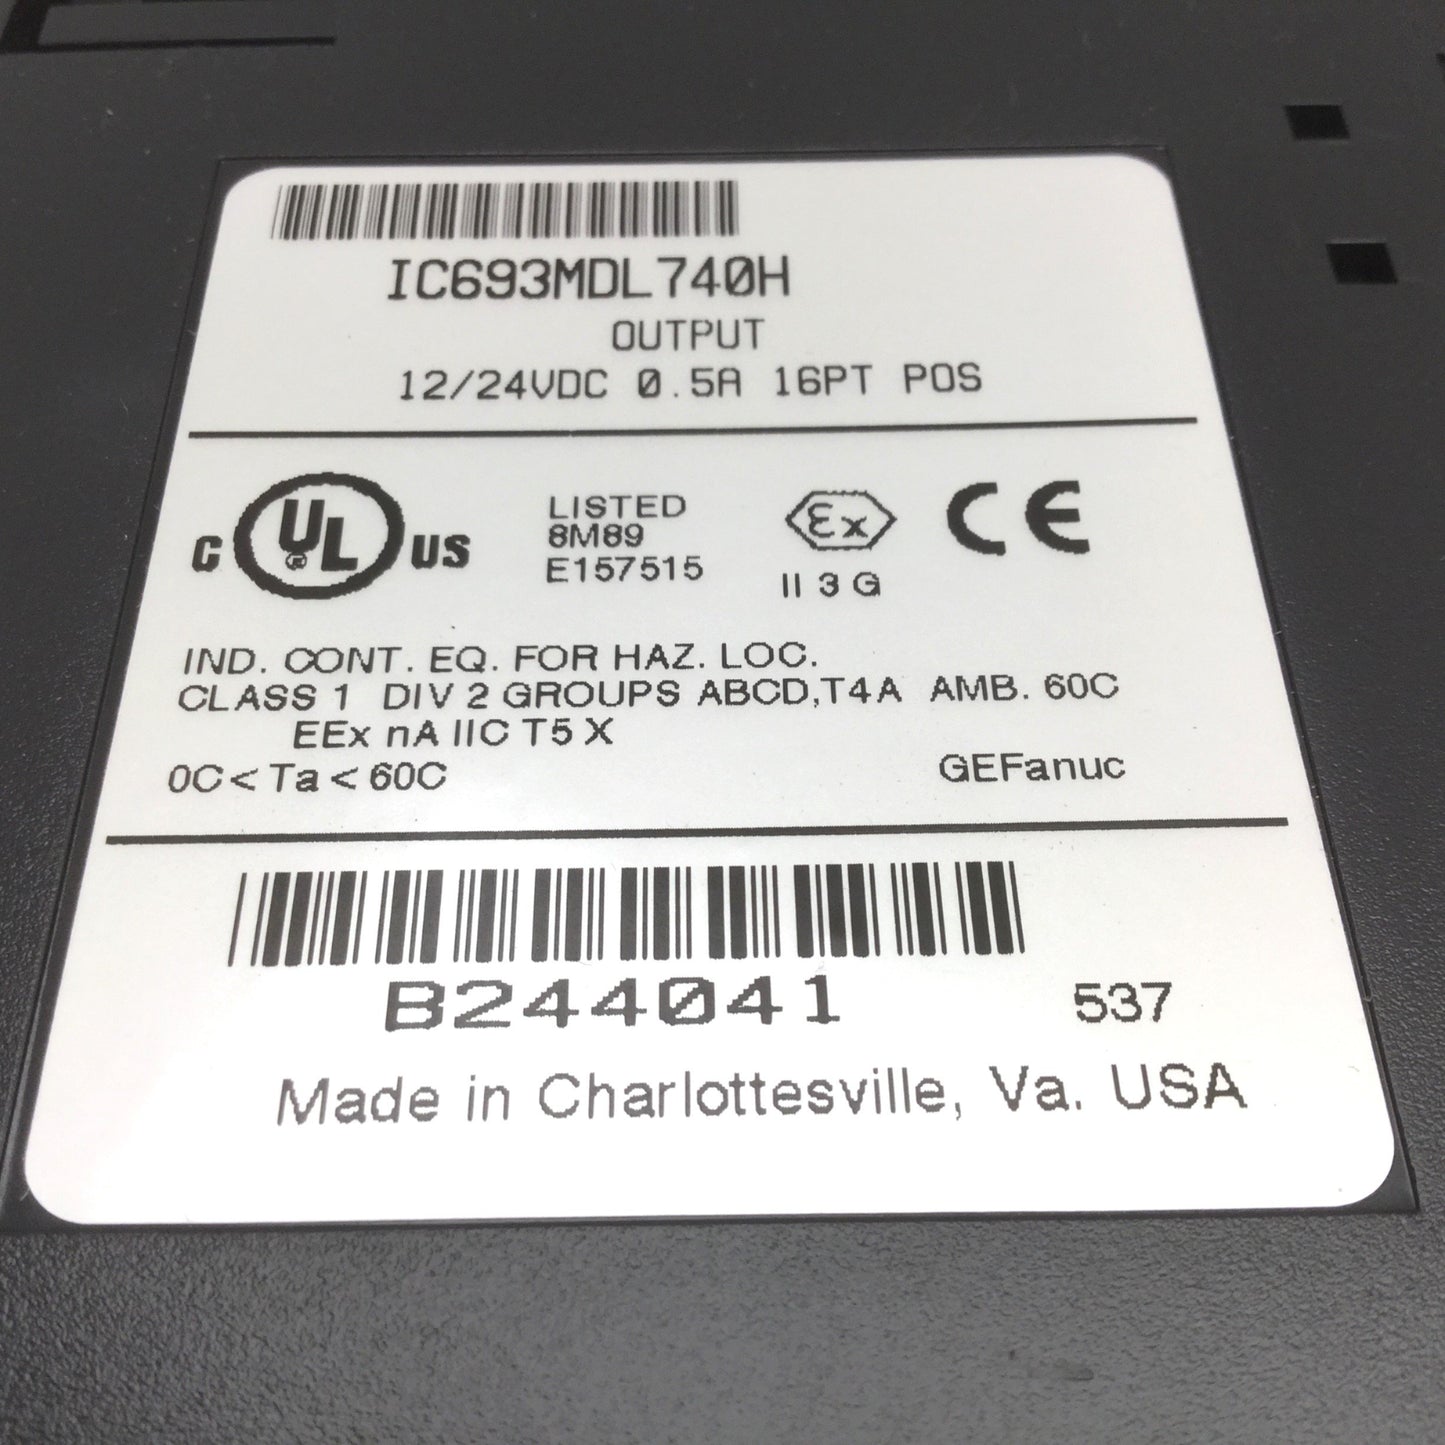 IC693MDL740H
OUTPUT
12/24VDC 0.5A 16PT POS
C UL US
LISTED
8M89
E157515
Ex
II 3 G
CE
IND. CONT. EQ. FOR HAZ. LOC.
CLASS 1 DIV 2 GROUPS ABCD,T4A AMB. 60C
EEx nA IIC T5 X
0C < Ta < 60C GEFanuc
B244041 537
Made in Charlottesville, Va. USA